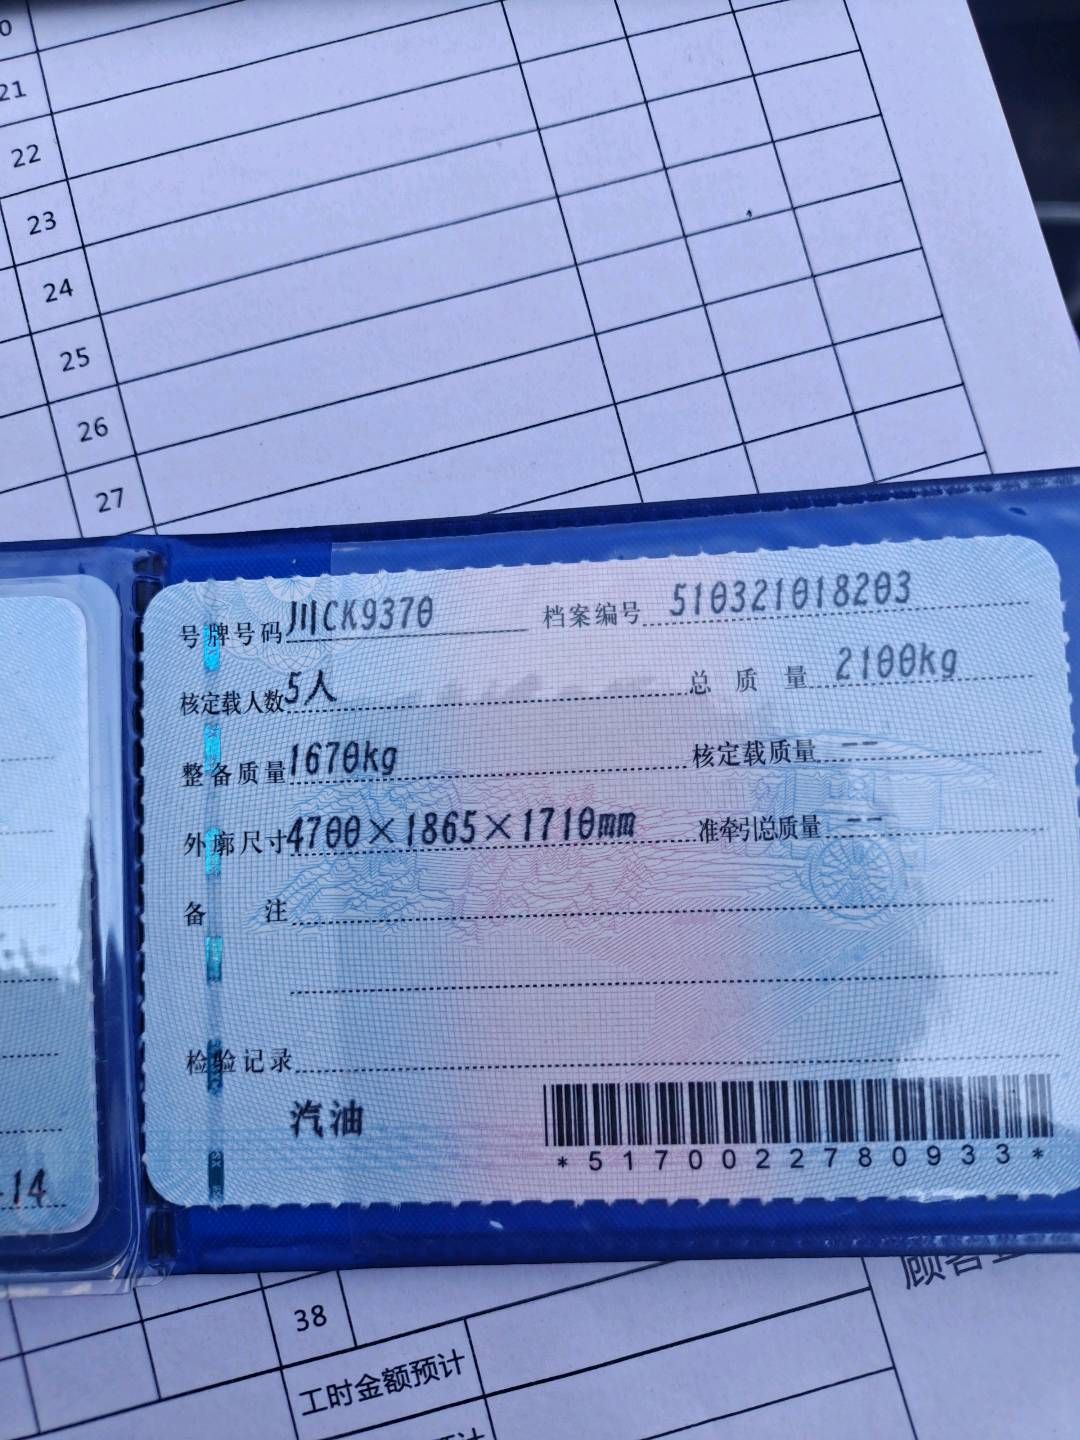 21
22
23
24
25
26
27
号牌号码 川CK9370 档案编号 510321018203
核定载人数 5人 总质量 2100kg
整备质量 1670kg 核定载质量 --
外廓尺寸 4700×1865×1710mm 准牵引总质量 --
备注
检验记录
汽油
*5170022780933*
-14
38
工时金额预计